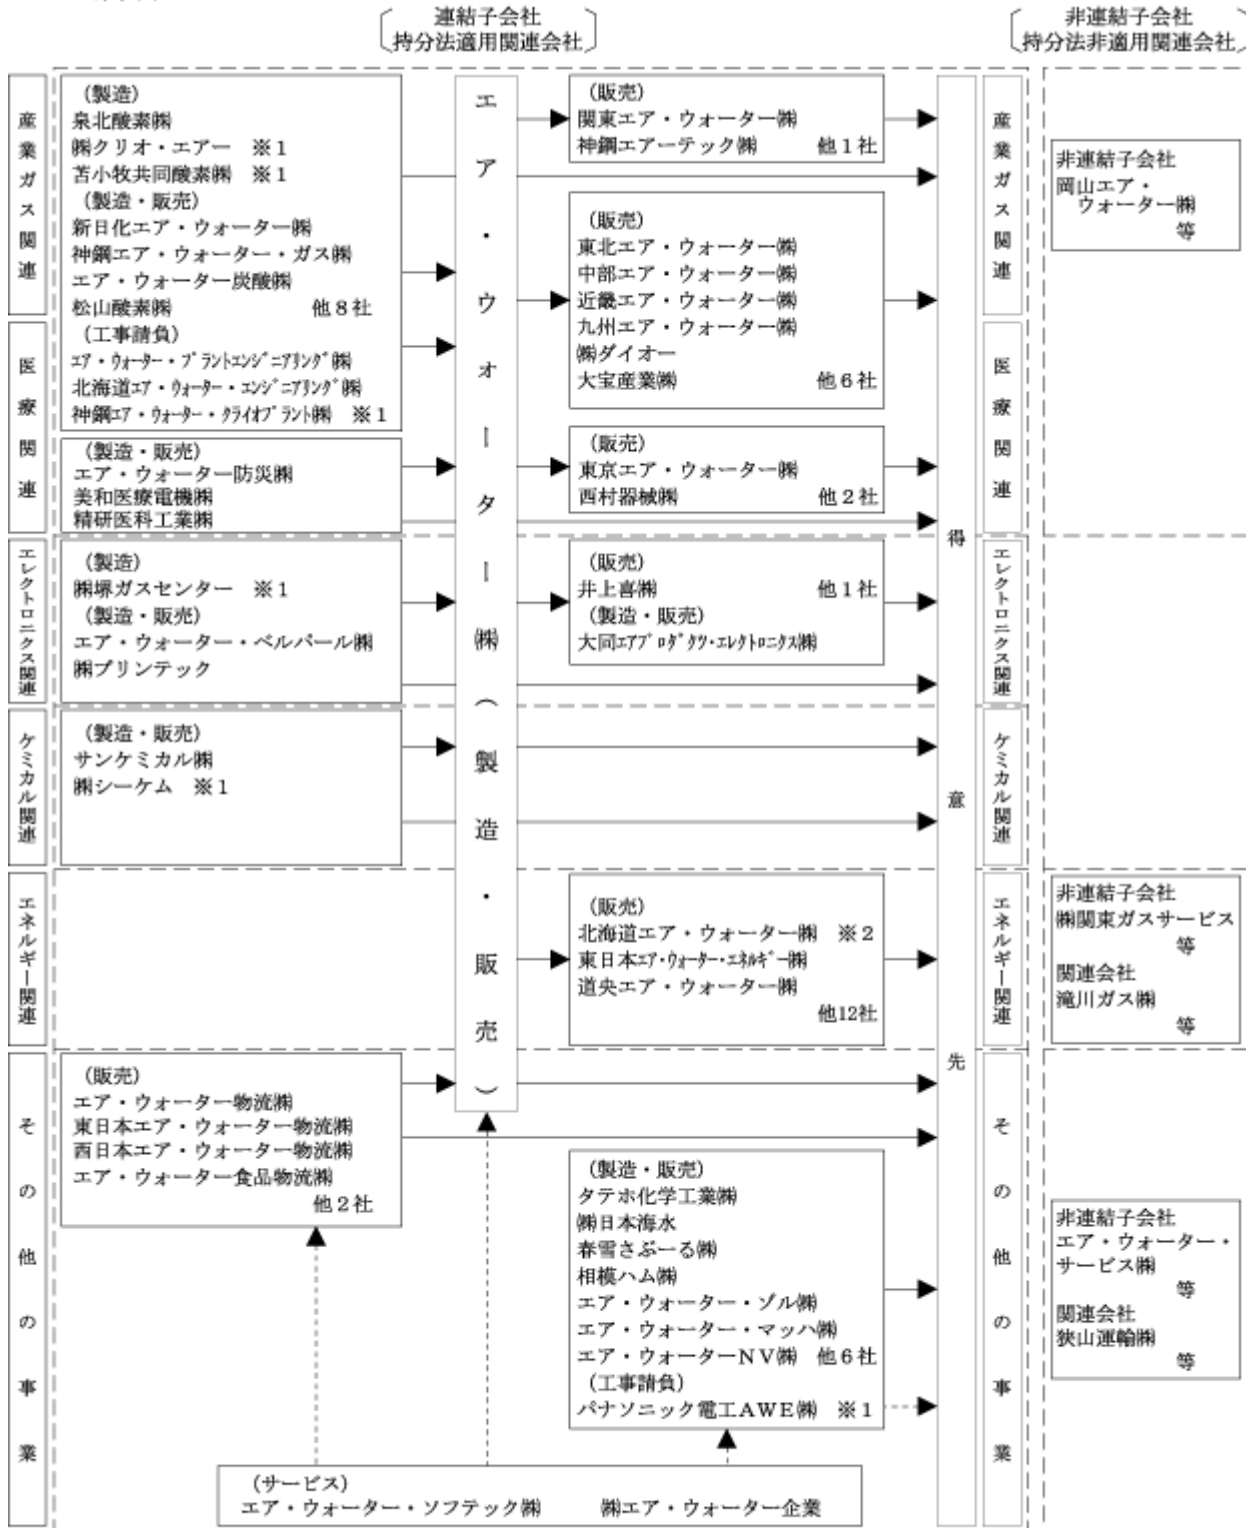 連結子会社
持分法適用関連会社
非連結子会社
持分法非適用関連会社
産業ガス関連
(製造)
泉北酸素㈱
㈱クリオ・エアー ※1
苫小牧共同酸素㈱ ※1
(製造・販売)
新日化エア・ウォーター㈱
神鋼エア・ウォーター・ガス㈱
エア・ウォーター炭酸㈱
松山酸素㈱ 他8社
(工事請負)
エア・ウォーター・プラントエンジニアリング㈱
北海道エア・ウォーター・エンジニアリング㈱
神鋼エア・ウォーター・クライオプラント㈱ ※1
エア・ウォーター㈱(製造・販売)
(販売)
関東エア・ウォーター㈱
神鋼エアーテック㈱ 他1社
(販売)
東北エア・ウォーター㈱
中部エア・ウォーター㈱
近畿エア・ウォーター㈱
九州エア・ウォーター㈱
㈱ダイオー
大宝産業㈱ 他6社
得意先
産業ガス関連
非連結子会社
岡山エア・
ウォーター㈱
等
医療関連
(製造・販売)
エア・ウォーター防災㈱
美和医療電機㈱
精研医科工業㈱
(販売)
東京エア・ウォーター㈱
西村器械㈱ 他2社
医療関連
エレクトロニクス関連
(製造)
㈱堺ガスセンター ※1
(製造・販売)
エア・ウォーター・ベルパール㈱
㈱プリンテック
(販売)
井上喜㈱ 他1社
(製造・販売)
大同エアプロダクツ・エレクトロニクス㈱
エレクトロニクス関連
ケミカル関連
(製造・販売)
サンケミカル㈱
㈱シーケム ※1
ケミカル関連
エネルギー関連
(販売)
北海道エア・ウォーター㈱ ※2
東日本エア・ウォーター・エネルギー㈱
道央エア・ウォーター㈱
他12社
エネルギー関連
非連結子会社
㈱関東ガスサービス
等
関連会社
滝川ガス㈱
等
その他の事業
(販売)
エア・ウォーター物流㈱
東日本エア・ウォーター物流㈱
西日本エア・ウォーター物流㈱
エア・ウォーター食品物流㈱
他2社
(製造・販売)
タテホ化学工業㈱
㈱日本海水
春雪さぶーる㈱
相模ハム㈱
エア・ウォーター・ゾル㈱
エア・ウォーター・マッハ㈱
エア・ウォーターNV㈱ 他6社
(工事請負)
パナソニック電工AWE㈱ ※1
その他の事業
非連結子会社
エア・ウォーター・
サービス㈱
等
関連会社
狭山運輸㈱
等
(サービス)
エア・ウォーター・ソフテック㈱ ㈱エア・ウォーター企業